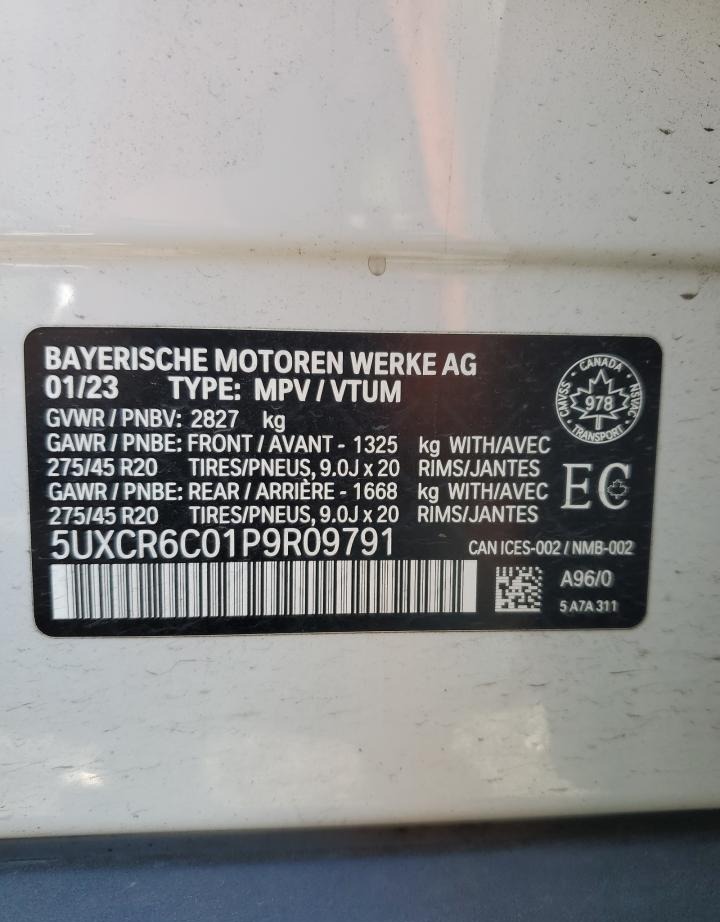 BAYERISCHE MOTOREN WERKE AG
01/23 TYPE: MPV / VTUM
GVWR / PNBV: 2827 kg
GAWR / PNBE: FRONT / AVANT - 1325 kg WITH/AVEC
275/45 R20 TIRES/PNEUS, 9.0J x 20 RIMS/JANTES
GAWR / PNBE: REAR / ARRIÈRE - 1668 kg WITH/AVEC
275/45 R20 TIRES/PNEUS, 9.0J x 20 RIMS/JANTES
5UXCR6C01P9R09791
CANADA
CMVSS
978
NSVAC
TRANSPORT
EC
CAN ICES-002 / NMB-002
A96/0
5 A7A 311